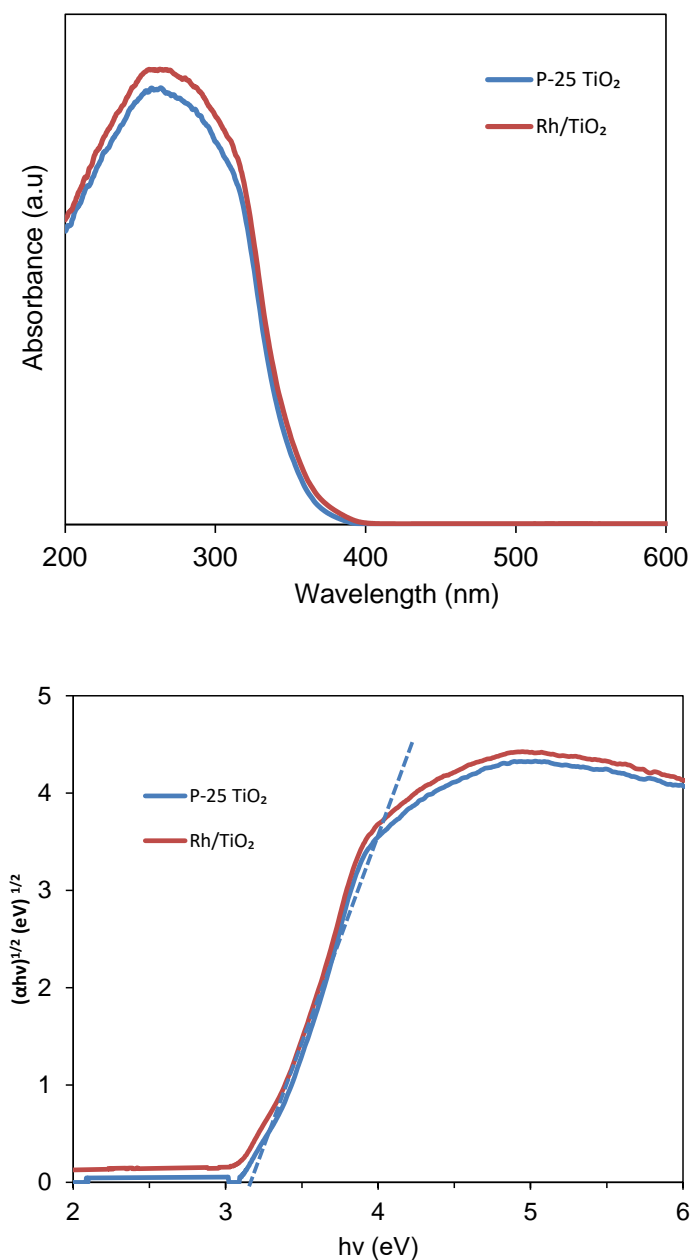 P-25 TiO₂
Rh/TiO₂
Absorbance (a.u)
200 300 400 500 600
Wavelength (nm)
5
4
3
2
1
0
P-25 TiO₂
Rh/TiO₂
(αhν)¹/² (eV) ¹/²
2 3 4 5 6
hν (eV)